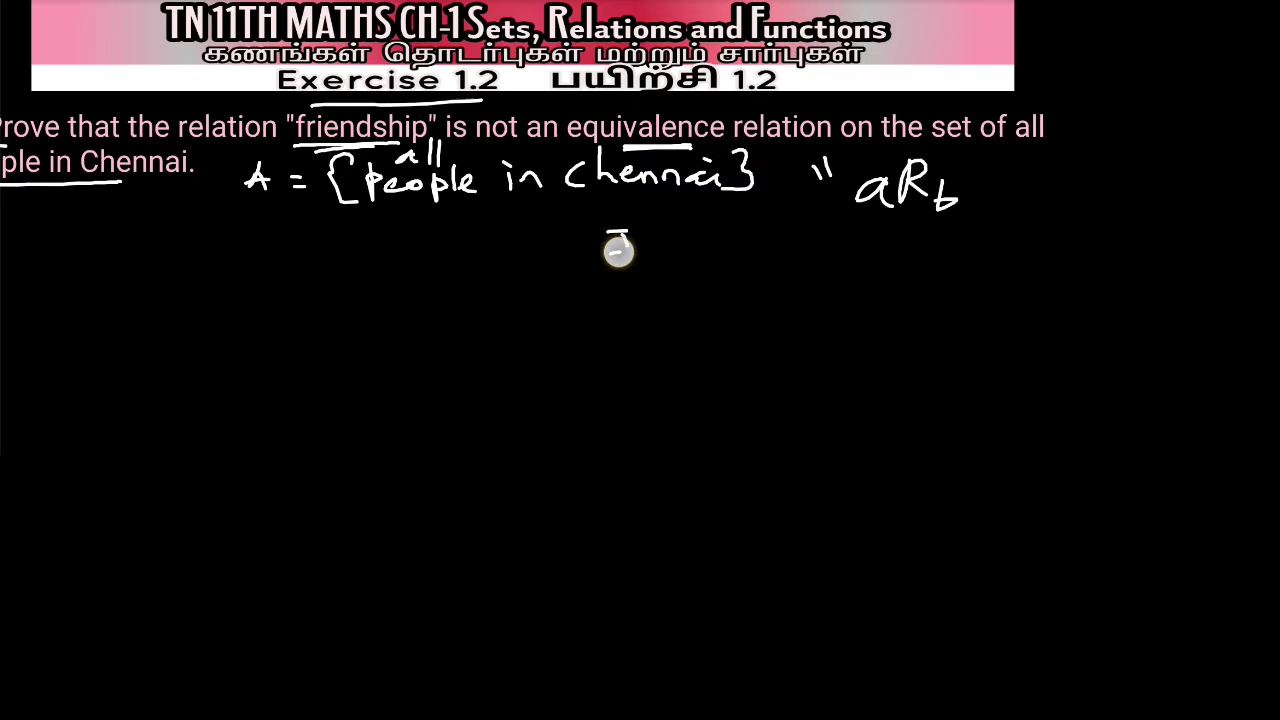 TN 11TH MATHS CH-1 Sets, Relations and Functions
கணங்கள் தொடர்புகள் மற்றும் சார்புகள்
Exercise 1.2 பயிற்சி 1.2
rove that the relation "friendship" is not an equivalence relation on the set of all
ple in Chennai.
all
A = {people in Chennai} " aRb